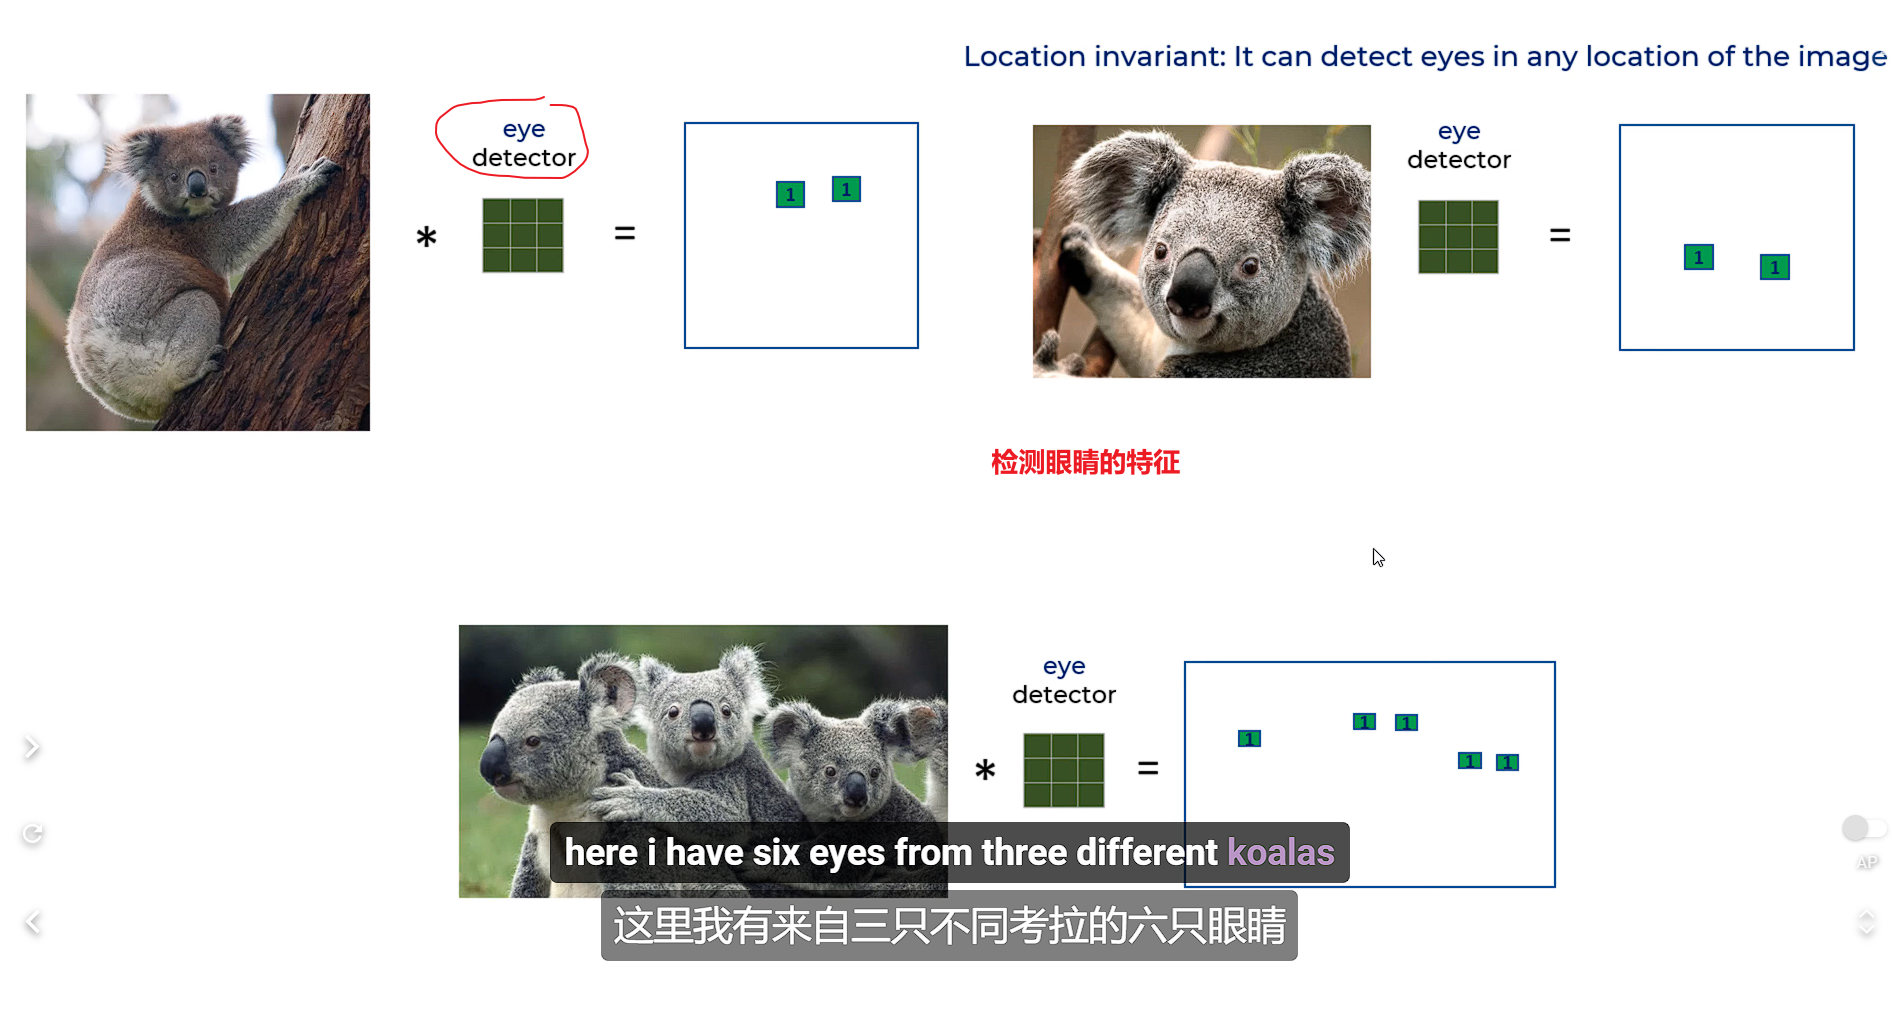 Location invariant: It can detect eyes in any location of the image
eye
detector
*
=
1
1
eye
detector
=
1
1
检测眼睛的特征
eye
detector
*
=
1
1
1
1
1
here i have six eyes from three different koalas
这里我有来自三只不同考拉的六只眼睛
AP